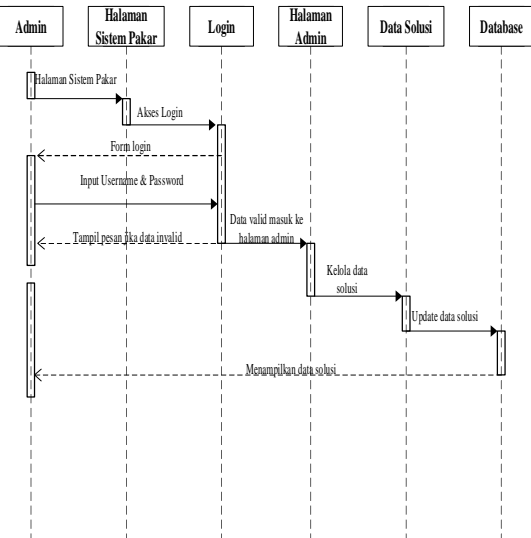 Admin
Halaman
Sistem Pakar
Login
Halaman
Admin
Data Solusi
Database
Halaman Sistem Pakar
Akses Login
Form login
Input Username & Password
Data valid masuk ke
halaman admin
Tampil pesan jika data invalid
Kelola data
solusi
Update data solusi
Menampilkan data solusi